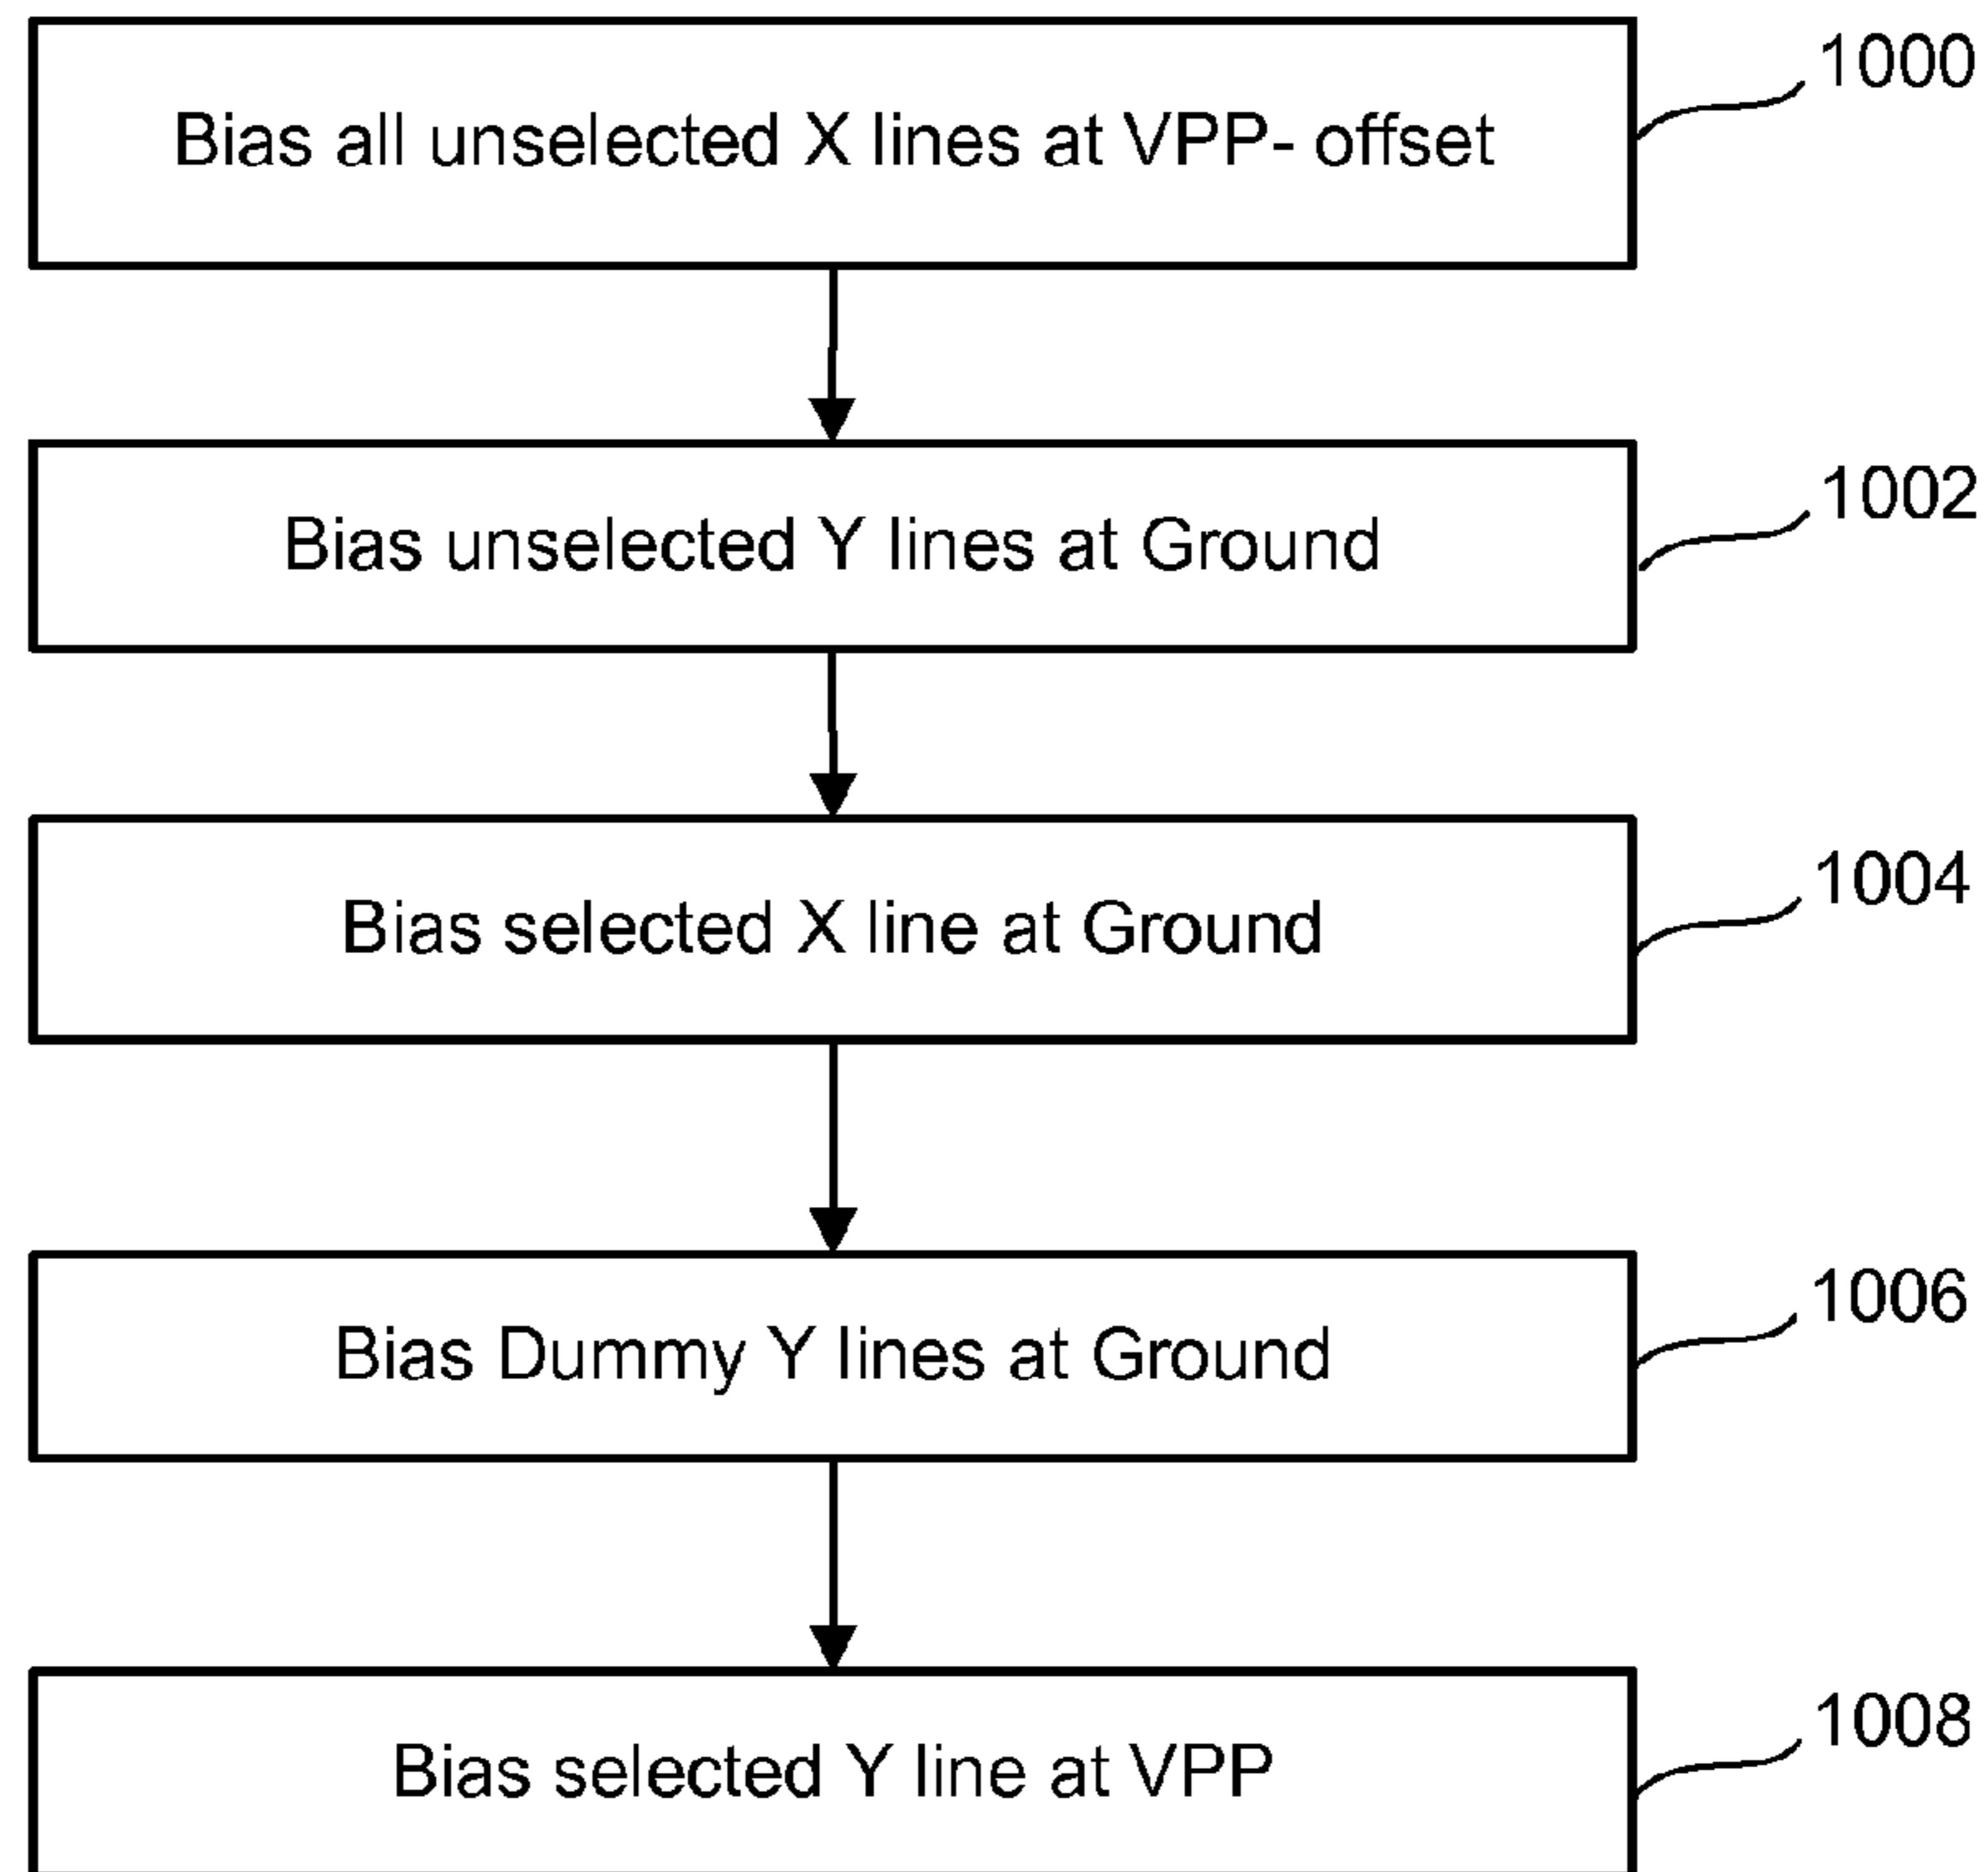 Bias all unselected X lines at VPP- offset
1000
Bias unselected Y lines at Ground
1002
Bias selected X line at Ground
1004
Bias Dummy Y lines at Ground
1006
Bias selected Y line at VPP
1008